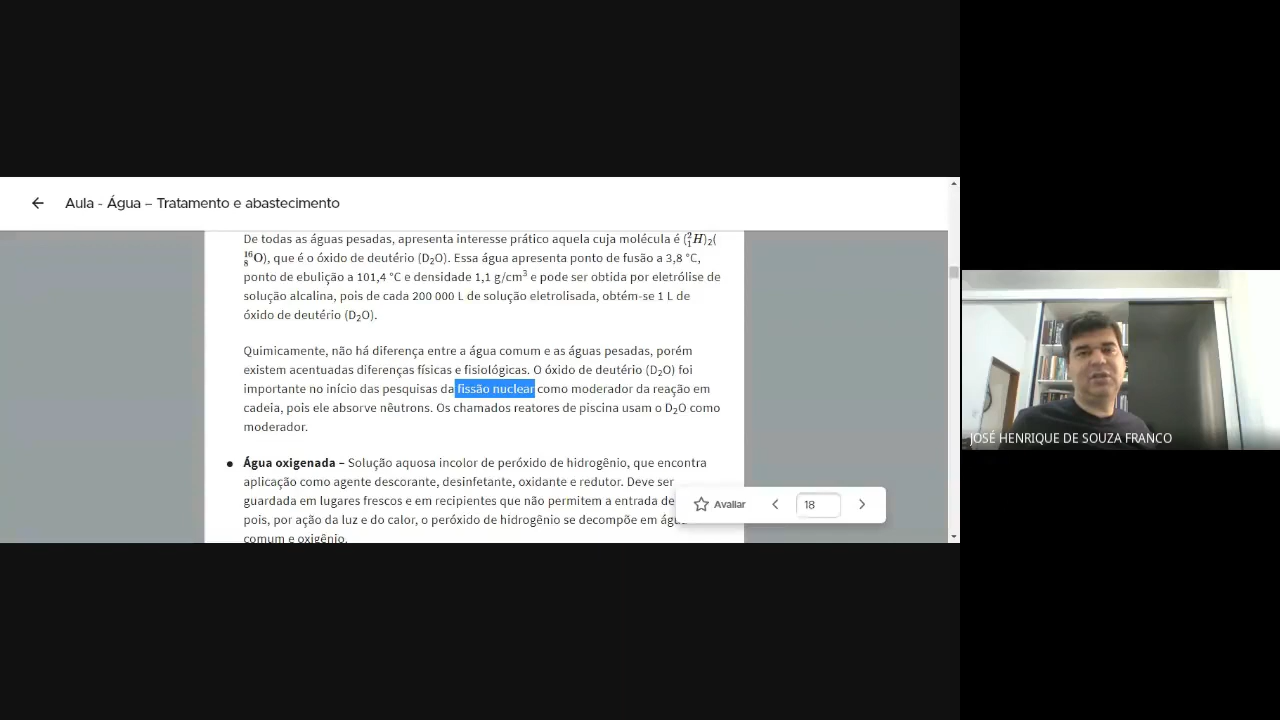 Aula - Água – Tratamento e abastecimento
De todas as águas pesadas, apresenta interesse prático aquela cuja molécula é (²₁H)₂(
¹⁶₈O), que é o óxido de deutério (D₂O). Essa água apresenta ponto de fusão a 3,8 °C,
ponto de ebulição a 101,4 °C e densidade 1,1 g/cm³ e pode ser obtida por eletrólise de
solução alcalina, pois de cada 200 000 L de solução eletrolisada, obtém-se 1 L de
óxido de deutério (D₂O).
Quimicamente, não há diferença entre a água comum e as águas pesadas, porém
existem acentuadas diferenças físicas e fisiológicas. O óxido de deutério (D₂O) foi
importante no início das pesquisas da fissão nuclear como moderador da reação em
cadeia, pois ele absorve nêutrons. Os chamados reatores de piscina usam o D₂O como
moderador.
● Água oxigenada – Solução aquosa incolor de peróxido de hidrogênio, que encontra
aplicação como agente descorante, desinfetante, oxidante e redutor. Deve ser
guardada em lugares frescos e em recipientes que não permitem a entrada de
pois, por ação da luz e do calor, o peróxido de hidrogênio se decompõe em água
comum e oxigênio.
Avaliar
18
JOSÉ HENRIQUE DE SOUZA FRANCO